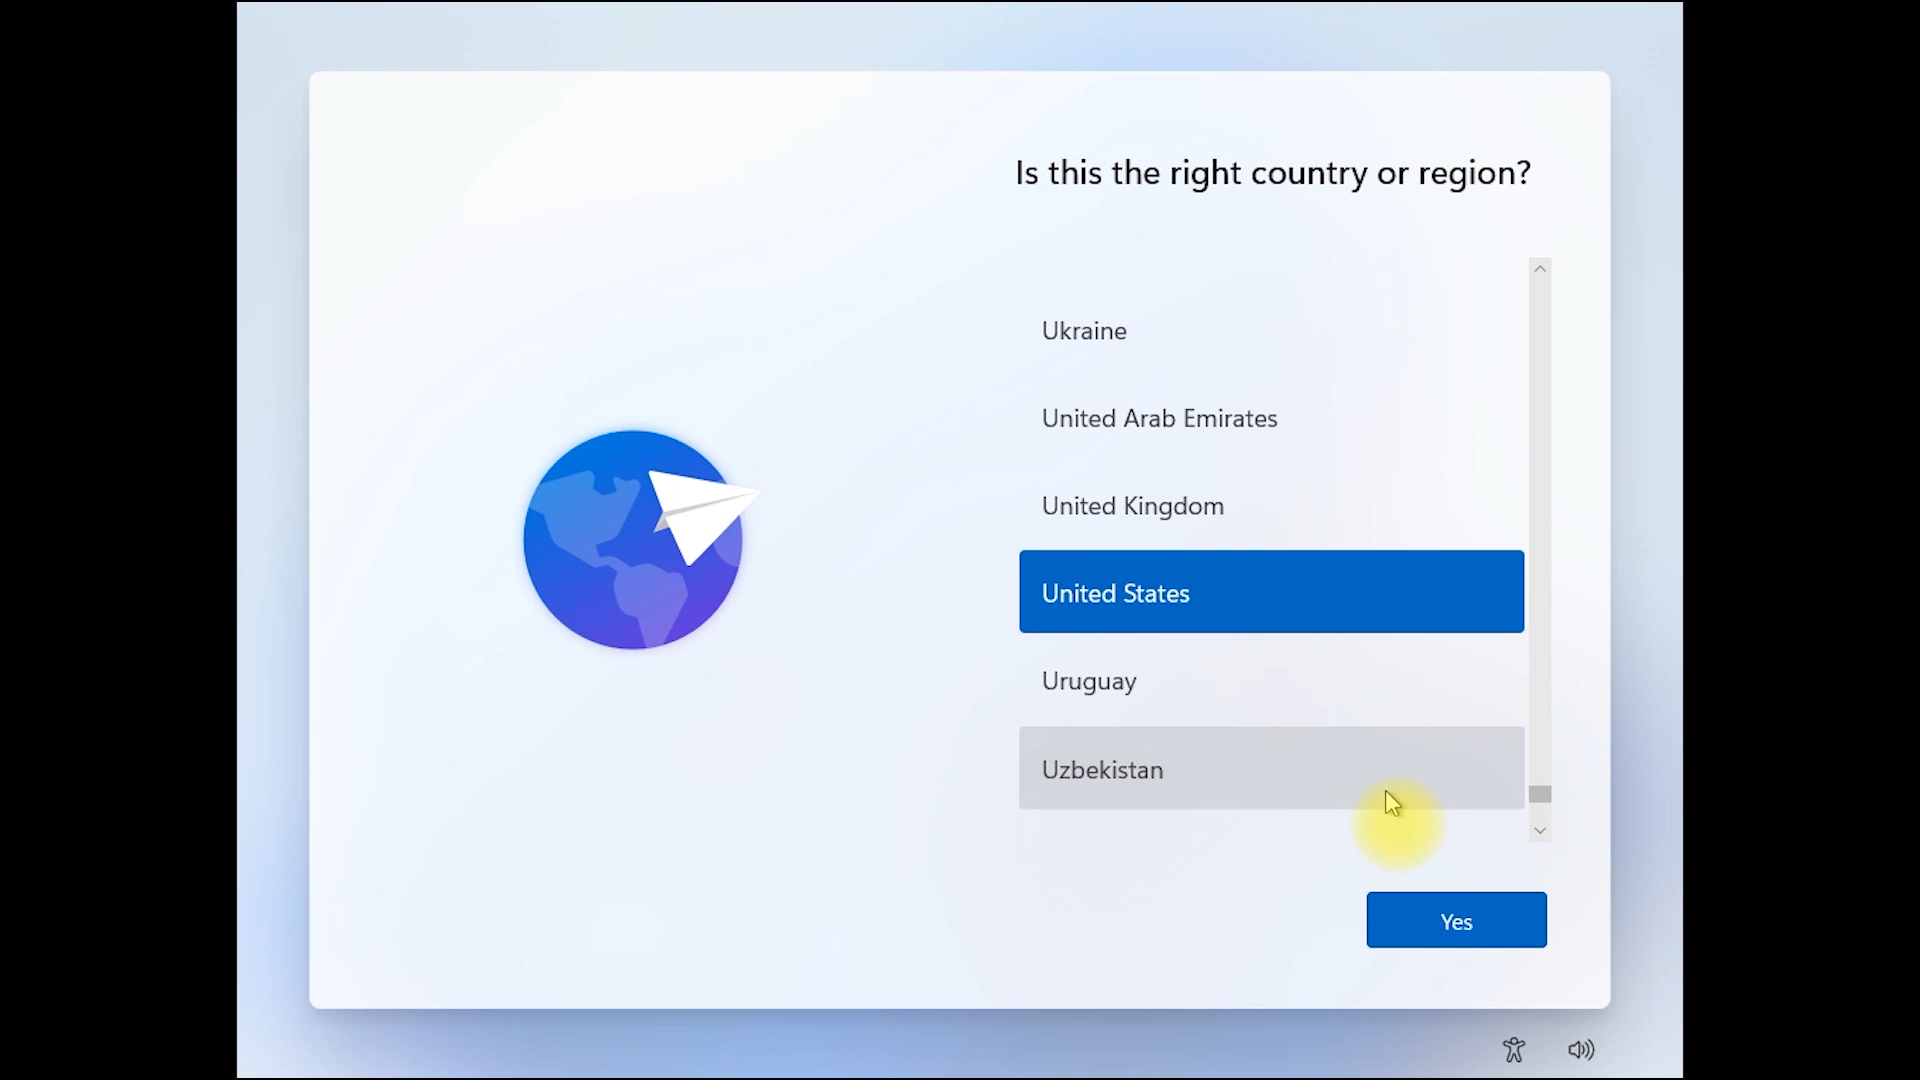 Is this the right country or region?
Ukraine
United Arab Emirates
United Kingdom
United States
Uruguay
Uzbekistan
Yes